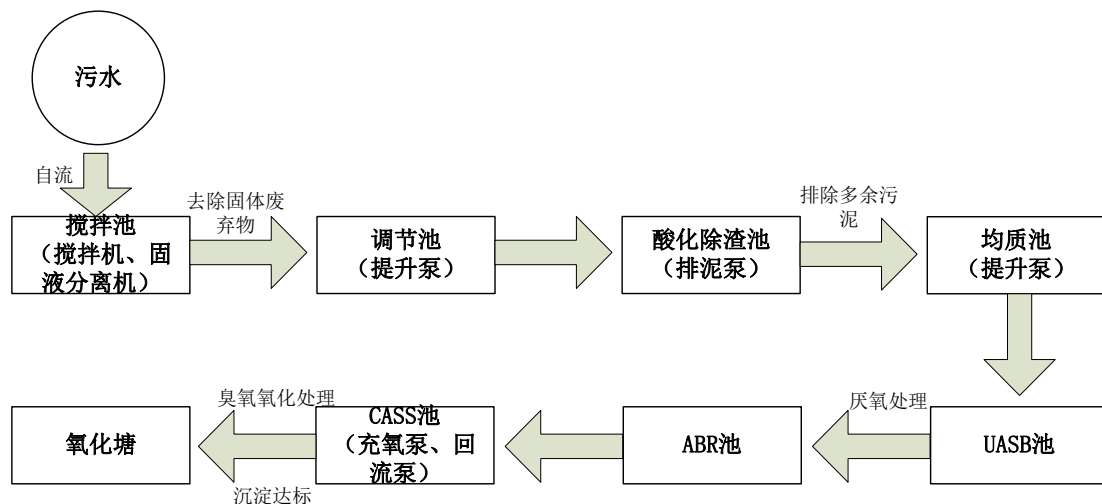 污水
自流
搅拌池
（搅拌机、固
液分离机）
去除固体废
弃物
调节池
（提升泵）
酸化除渣池
（排泥泵）
排除多余污
泥
均质池
（提升泵）
UASB池
厌氧处理
ABR池
CASS池
（充氧泵、回
流泵）
臭氧氧化处理
沉淀达标
氧化塘